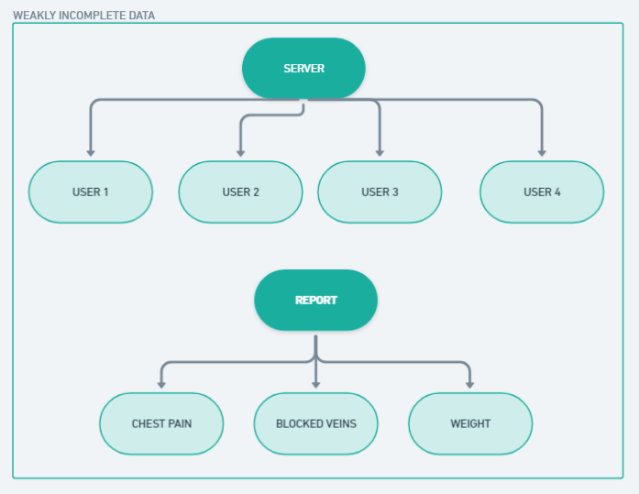 WEAKLY INCOMPLETE DATA
SERVER
USER 1
USER 2
USER 3
USER 4
REPORT
CHEST PAIN
BLOCKED VEINS
WEIGHT